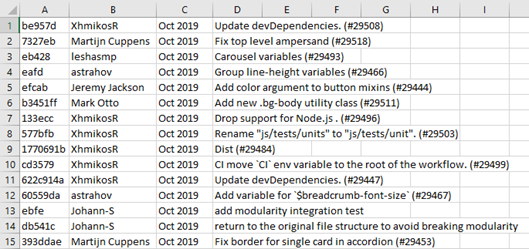 A B C D E F G H I
1 be957d XhmikosR Oct 2019 Update devDependencies. (#29508)
2 7327eb Martijn Cuppens Oct 2019 Fix top level ampersand (#29518)
3 eb428 leshasmp Oct 2019 Carousel variables (#29493)
4 eafd astrahov Oct 2019 Group line-height variables (#29466)
5 efcab Jeremy Jackson Oct 2019 Add color argument to button mixins (#29444)
6 b3451ff Mark Otto Oct 2019 Add new .bg-body utility class (#29511)
7 133ecc XhmikosR Oct 2019 Drop support for Node.js . (#29496)
8 577bfb XhmikosR Oct 2019 Rename "js/tests/units" to "js/tests/unit". (#29503)
9 1770691b XhmikosR Oct 2019 Dist (#29484)
10 cd3579 XhmikosR Oct 2019 CI move `CI` env variable to the root of the workflow. (#29499)
11 622c914a XhmikosR Oct 2019 Update devDependencies. (#29447)
12 60559da astrahov Oct 2019 Add variable for `$breadcrumb-font-size` (#29467)
13 ebfe Johann-S Oct 2019 add modularity integration test
14 db541c Johann-S Oct 2019 return to the original file structure to avoid breaking modularity
15 393ddae Martijn Cuppens Oct 2019 Fix border for single card in accordion (#29453)